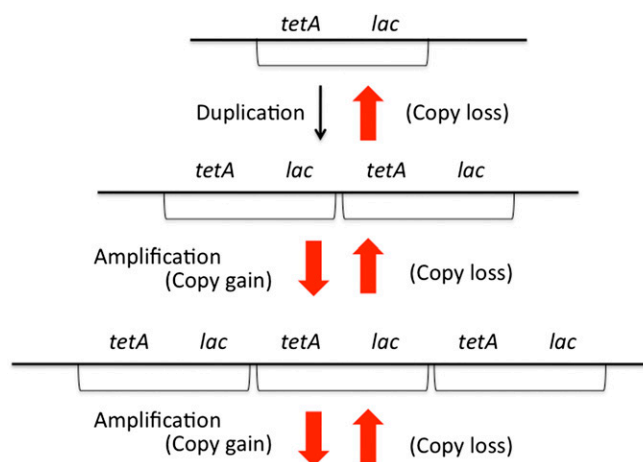 tetA lac
Duplication (Copy loss)
tetA lac tetA lac
Amplification
(Copy gain) (Copy loss)
tetA lac tetA lac tetA lac
Amplification
(Copy gain) (Copy loss)